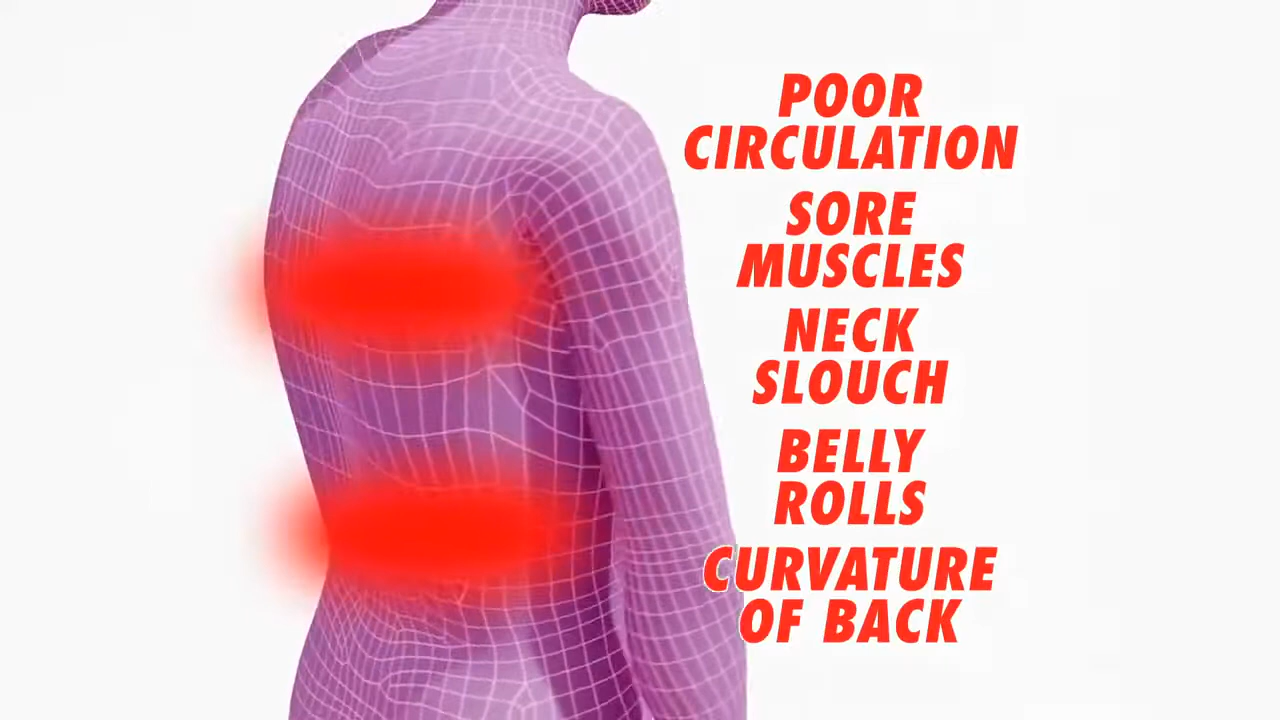 POOR
CIRCULATION
SORE
MUSCLES
NECK
SLOUCH
BELLY
ROLLS
CURVATURE
OF BACK